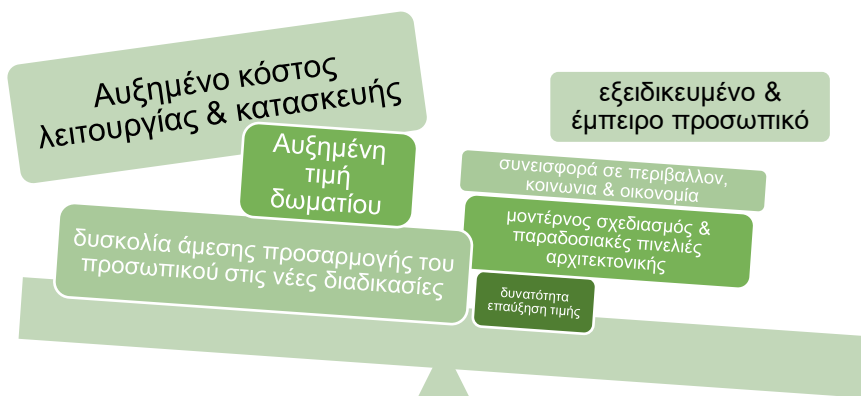 Αυξημένο κόστος
λειτουργίας & κατασκευής
Αυξημένη
τιμή
δωματίου
δυσκολία άμεσης προσαρμογής του
προσωπικού στις νέες διαδικασίες
εξειδικευμένο &
έμπειρο προσωπικό
συνεισφορά σε περιβαλλον,
κοινωνια & οικονομία
μοντέρνος σχεδιασμός &
παραδοσιακές πινελιές
αρχιτεκτονικής
δυνατότητα
επαύξηση τιμής